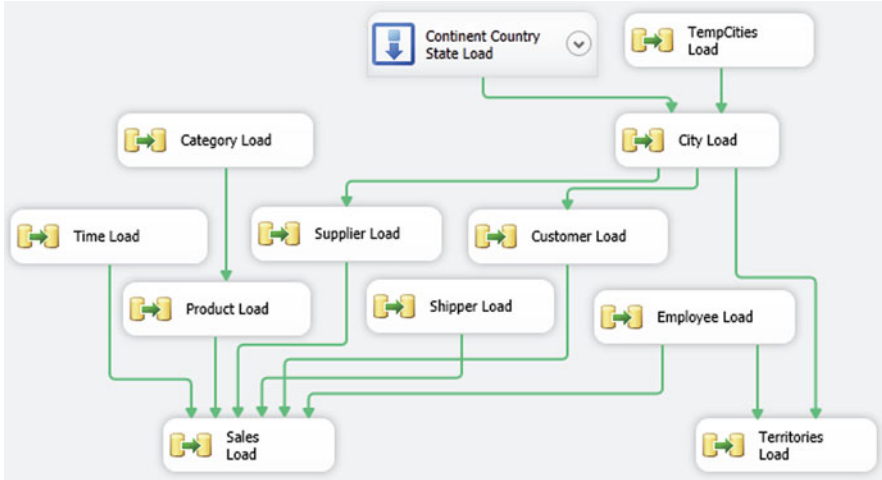 Continent Country
State Load
TempCities
Load
Category Load
City Load
Time Load
Supplier Load
Customer Load
Product Load
Shipper Load
Employee Load
Sales
Load
Territories
Load